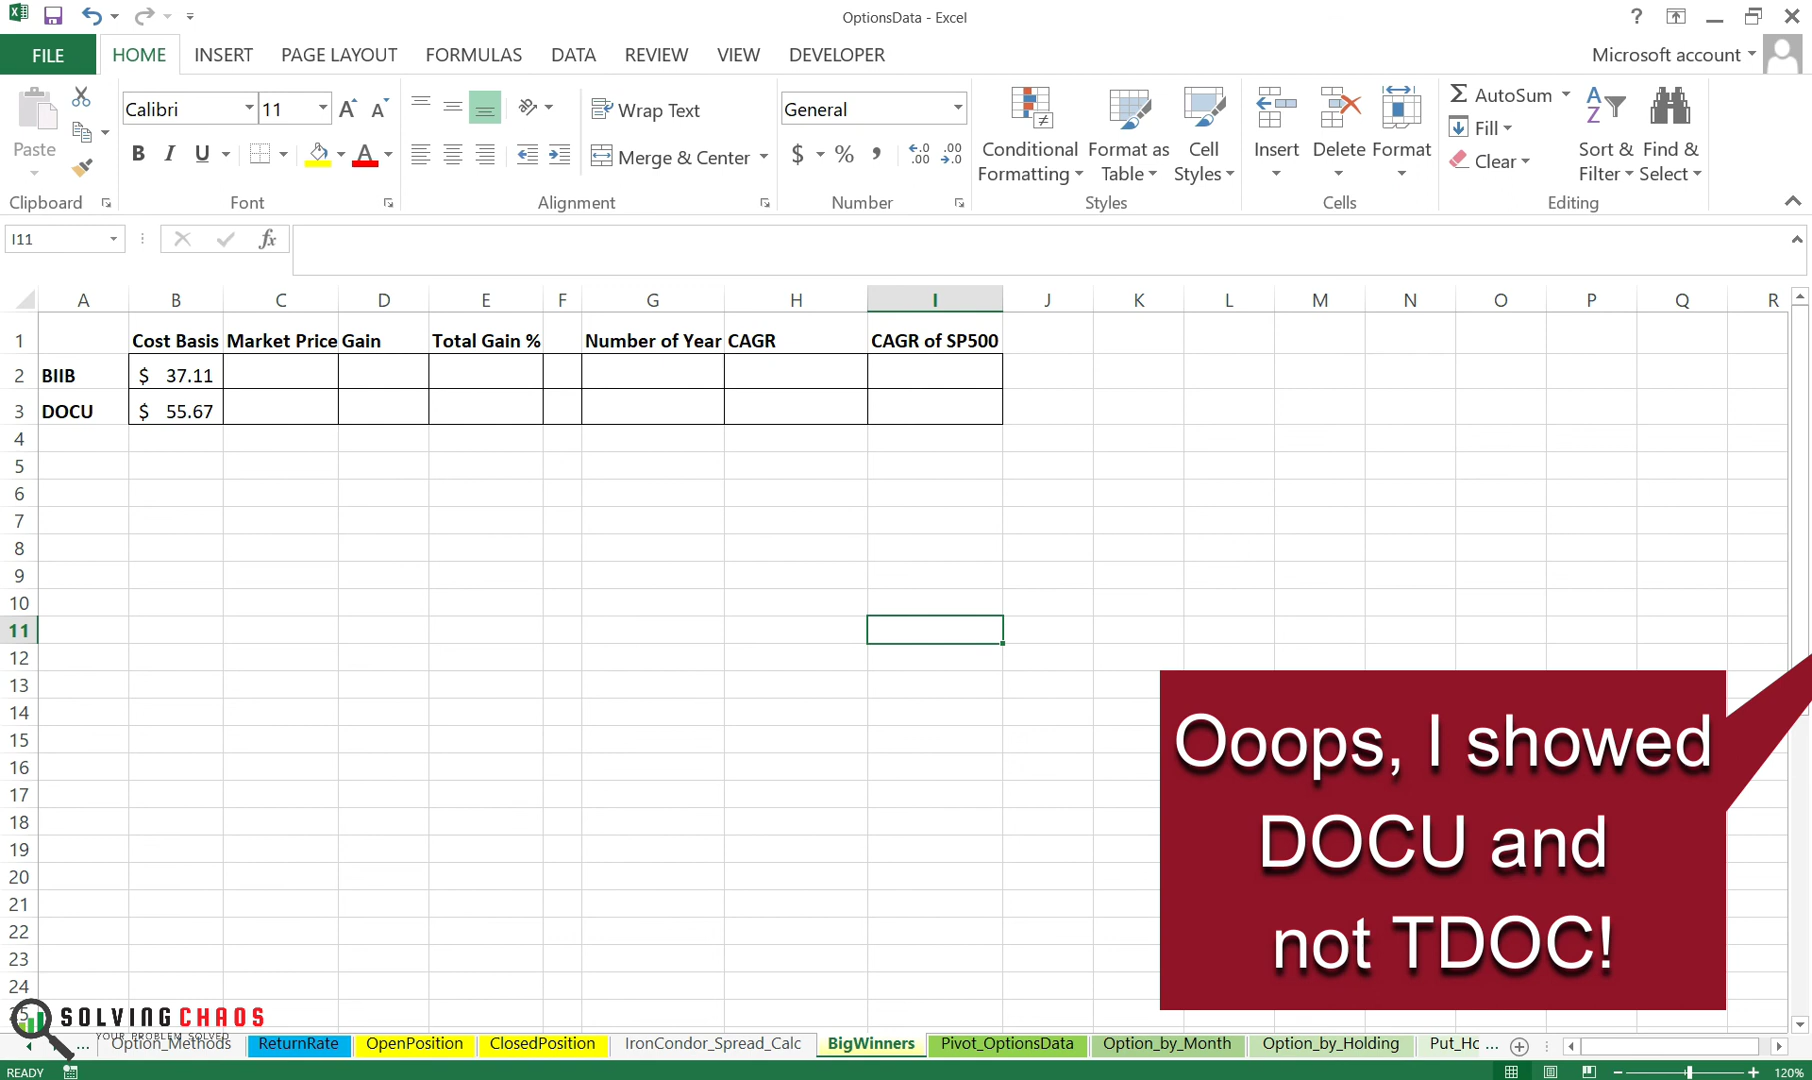 OptionsData - Excel
?
FILE HOME INSERT PAGE LAYOUT FORMULAS DATA REVIEW VIEW DEVELOPER Microsoft account
Paste Calibri 11 A A Wrap Text General Conditional Formatting Format as Table Cell Styles Insert Delete Format AutoSum Fill Clear Sort & Filter Find & Select
B I U A Merge & Center $ % , .00 .00
Clipboard Font Alignment Number Styles Cells Editing
I11 fx
A B C D E F G H I J K L M N O P Q R
1 Cost Basis Market Price Gain Total Gain % Number of Year CAGR CAGR of SP500
2 BIIB $ 37.11
3 DOCU $ 55.67
4
5
6
7
8
9
10
11
12
13
14
15
16
17
18
19
20
21
22
23
24
25
Ooops, I showed
DOCU and
not TDOC!
SOLVING CHAOS
YOUR PROBLEM SOLVED
... Option_Methods ReturnRate OpenPosition ClosedPosition IronCondor_Spread_Calc BigWinners Pivot_OptionsData Option_by_Month Option_by_Holding Put_Hc ...
READY 120%